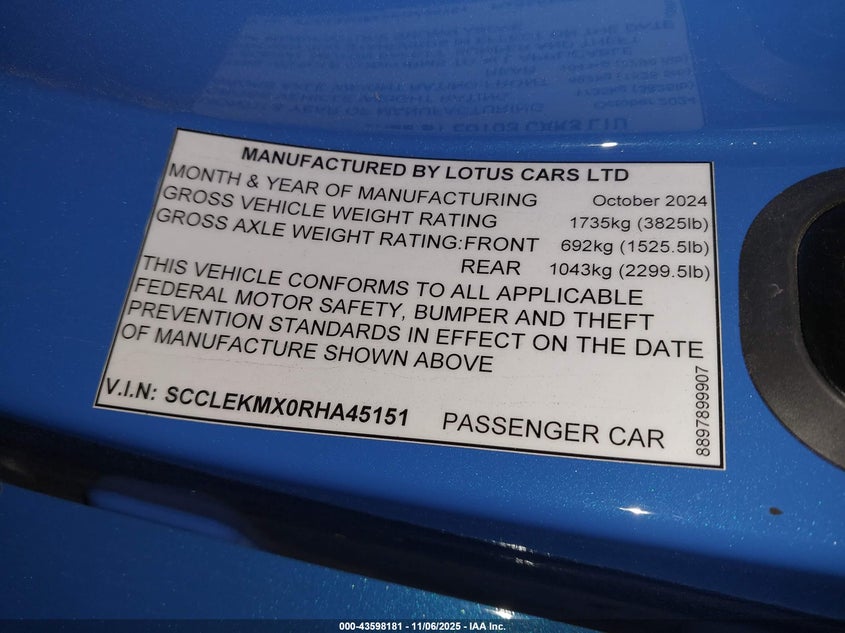 MANUFACTURED BY LOTUS CARS LTD
MONTH & YEAR OF MANUFACTURING October 2024
GROSS VEHICLE WEIGHT RATING 1735kg (3825lb)
GROSS AXLE WEIGHT RATING:FRONT 692kg (1525.5lb)
REAR 1043kg (2299.5lb)
THIS VEHICLE CONFORMS TO ALL APPLICABLE
FEDERAL MOTOR SAFETY, BUMPER AND THEFT
PREVENTION STANDARDS IN EFFECT ON THE DATE
OF MANUFACTURE SHOWN ABOVE
V.I.N: SCCLEKMX0RHA45151 PASSENGER CAR
8897899907
000-43598181 - 11/06/2025 - IAA, Inc.